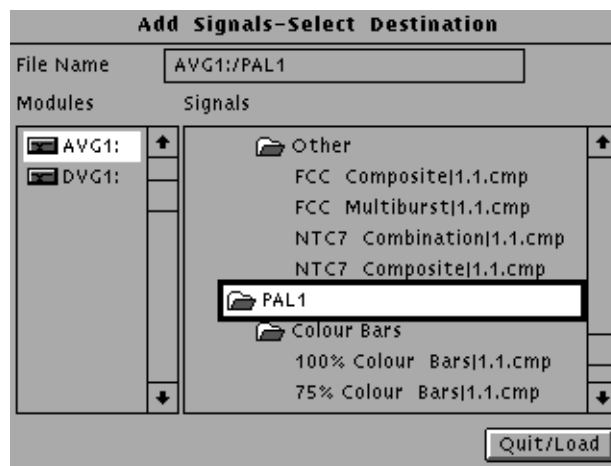 Add Signals-Select Destination
File Name AVG1:/PAL1
Modules Signals
AVG1:
DVG1:
Other
FCC Composite|1.1.cmp
FCC Multiburst|1.1.cmp
NTC7 Combination|1.1.cmp
NTC7 Composite|1.1.cmp
PAL1
Colour Bars
100% Colour Bars|1.1.cmp
75% Colour Bars|1.1.cmp
Quit/Load